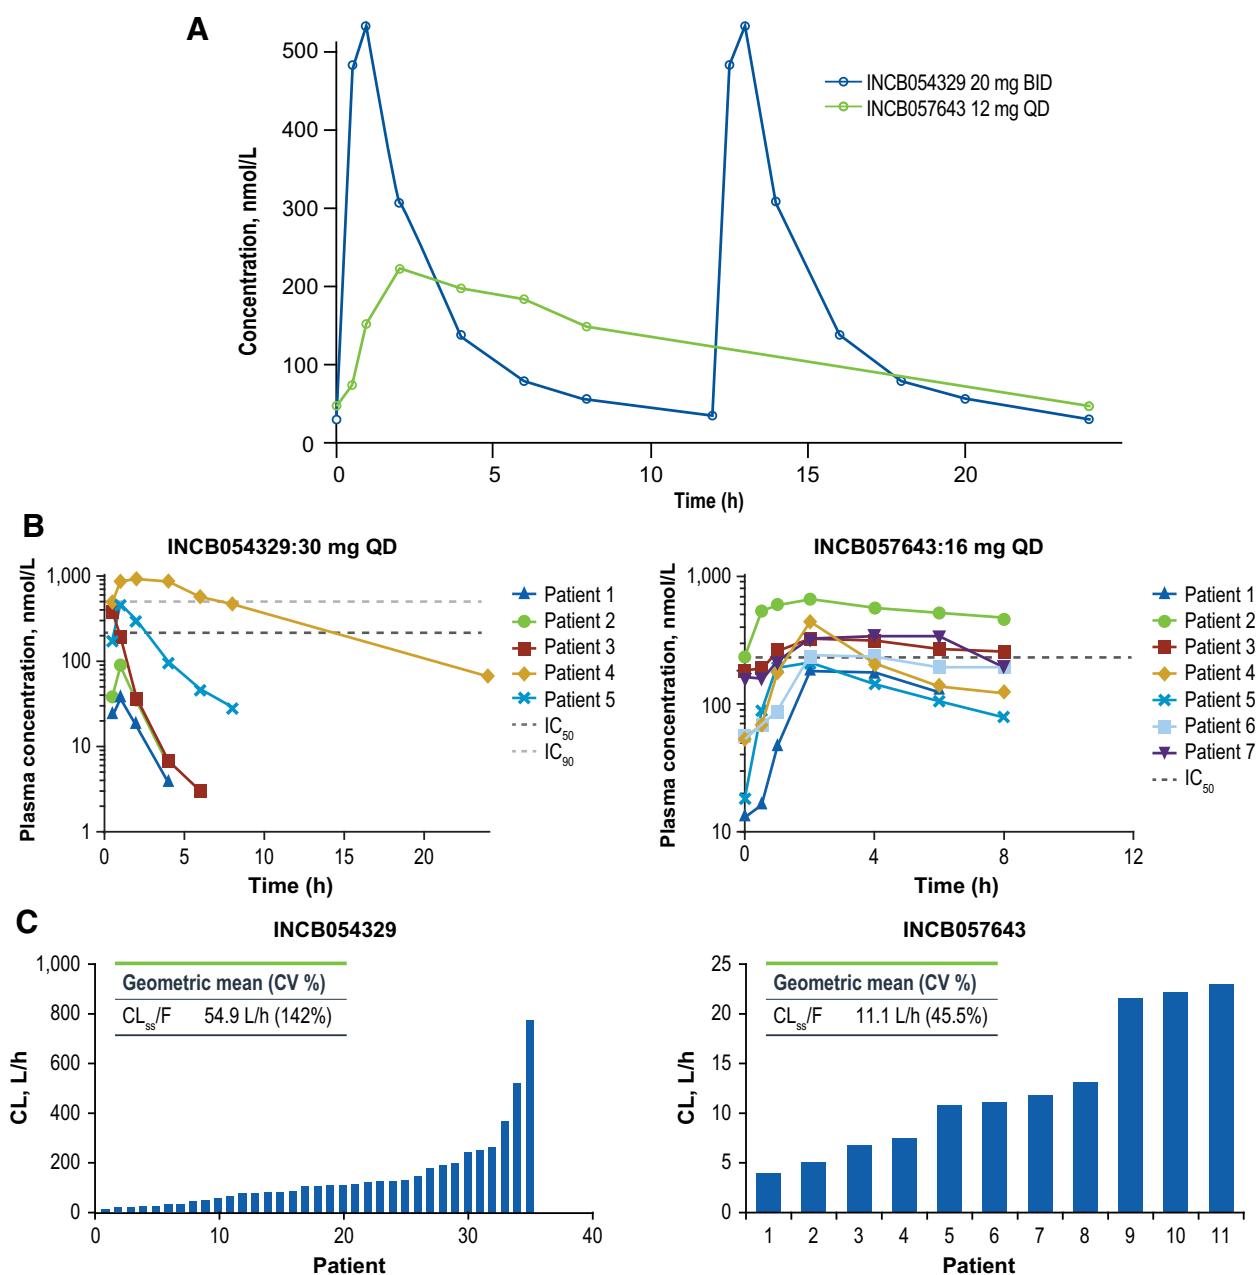 A
500
400
300
200
100
0
Concentration, nmol/L
INCB054329 20 mg BID
INCB057643 12 mg QD
0 5 10 15 20
Time (h)
B
INCB054329:30 mg QD
1,000
100
10
1
Plasma concentration, nmol/L
0 5 10 15 20
Time (h)
Patient 1
Patient 2
Patient 3
Patient 4
Patient 5
IC50
IC90
INCB057643:16 mg QD
1,000
100
10
Plasma concentration, nmol/L
0 4 8 12
Time (h)
Patient 1
Patient 2
Patient 3
Patient 4
Patient 5
Patient 6
Patient 7
IC50
C
INCB054329
1,000
800
600
400
200
0
CL, L/h
Geometric mean (CV %)
CLss/F 54.9 L/h (142%)
0 10 20 30 40
Patient
INCB057643
25
20
15
10
5
0
CL, L/h
Geometric mean (CV %)
CLss/F 11.1 L/h (45.5%)
1 2 3 4 5 6 7 8 9 10 11
Patient